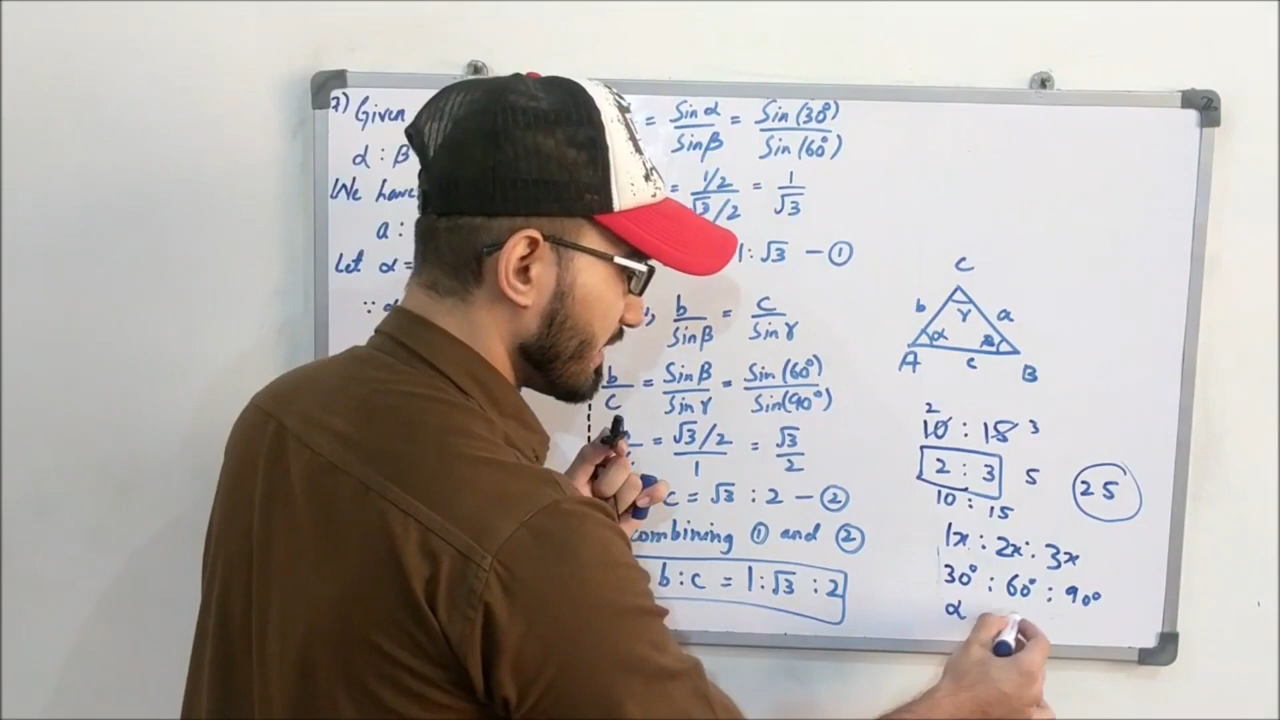 7) Given
α : β
We have
a :
Let α =
∵
= Sinα / Sinβ = Sin(30°) / Sin(60°)
= 1/2 / √3/2 = 1 / √3
1 : √3 — ①
b / Sinβ = c / Sinγ
b / c = Sinβ / Sinγ = Sin(60°) / Sin(90°)
= √3/2 / 1 = √3 / 2
c = √3 : 2 — ②
combining ① and ②
b : c = 1 : √3 : 2
C
b γ a
A α c β B
2
10 : 15 3
2 : 3 5 25
10 : 15
1x : 2x : 3x
30° : 60° : 90°
α